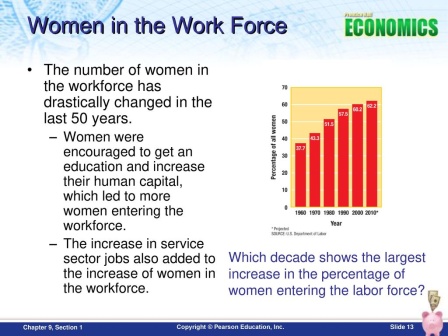 Women in the Work Force
Prentice Hall
ECONOMICS
• The number of women in
the workforce has
drastically changed in the
last 50 years.
– Women were
encouraged to get an
education and increase
their human capital,
which led to more
women entering the
workforce.
– The increase in service
sector jobs also added to
the increase of women in
the workforce.
Percentage of all women
70
60
50
40
30
20
10
0
37.7
43.3
51.5
57.5
60.2
62.2
1960 1970 1980 1990 2000 2010*
Year
* Projected
SOURCE: U.S. Department of Labor
Which decade shows the largest
increase in the percentage of
women entering the labor force?
Chapter 9, Section 1
Copyright © Pearson Education, Inc.
Slide 13